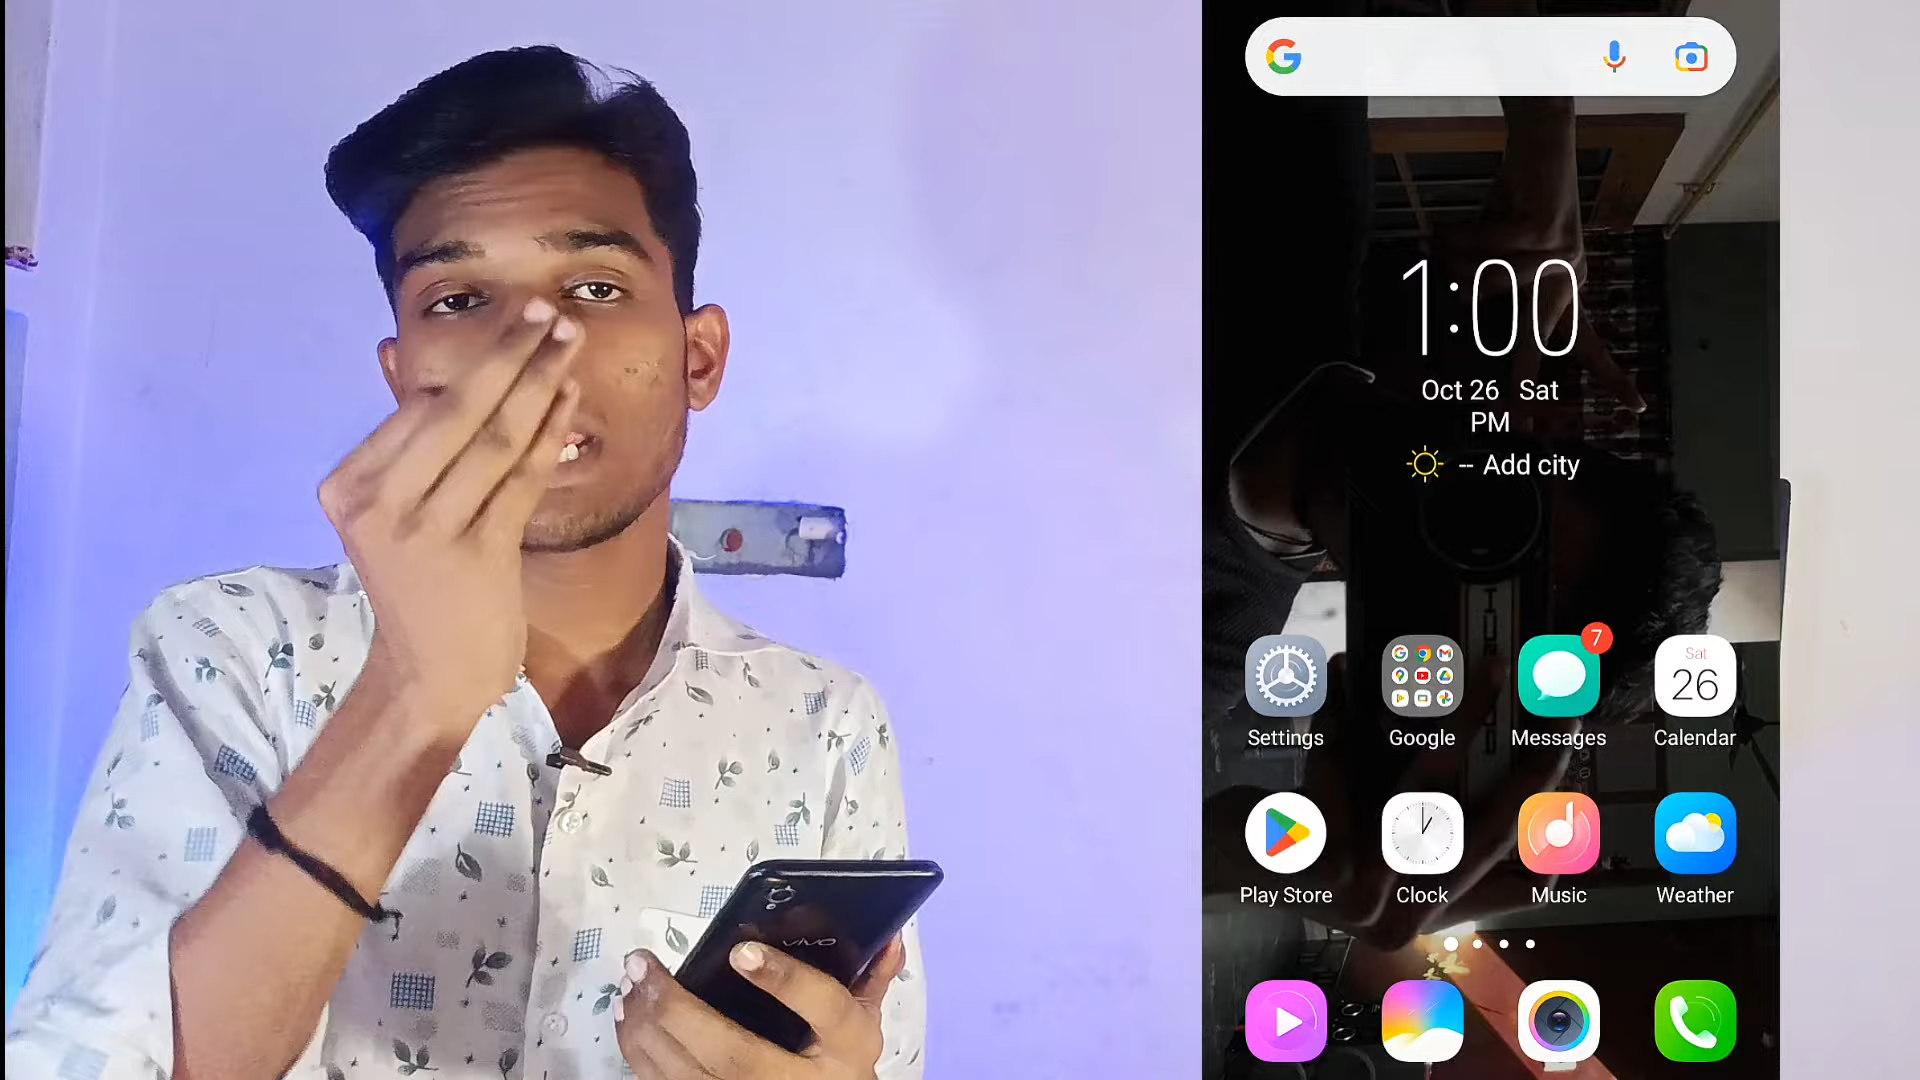 1:00
Oct 26 Sat
PM
-- Add city
7
Sat
26
Settings
Google
Messages
Calendar
Play Store
Clock
Music
Weather
vivo